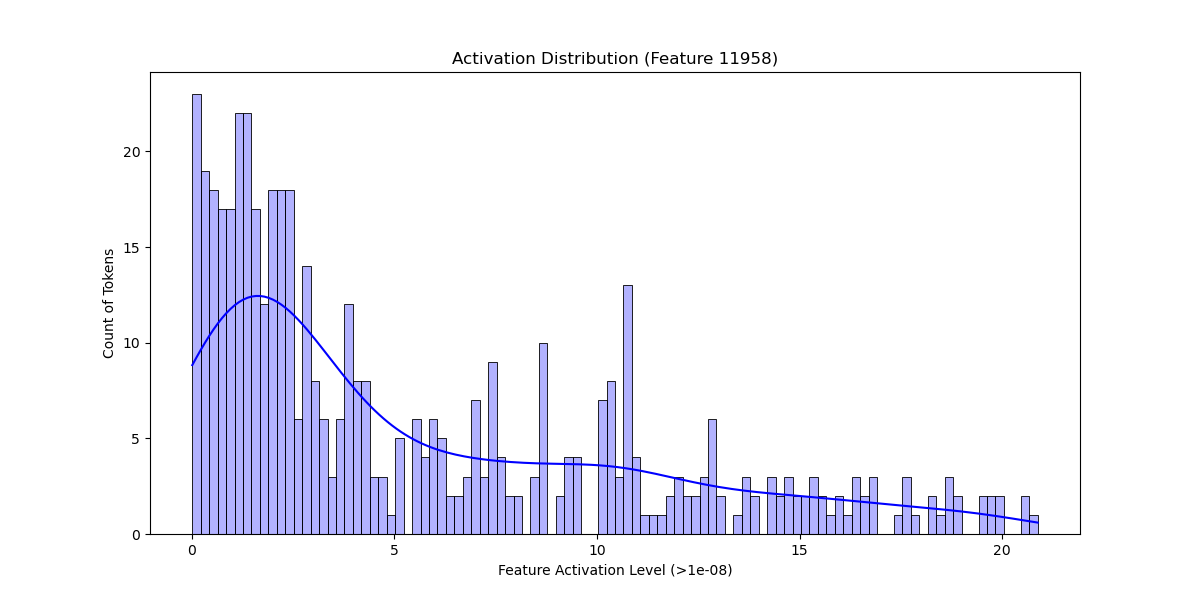 Activation Distribution (Feature 11958)
20
15
10
5
0
Count of Tokens
0 5 10 15 20
Feature Activation Level (>1e-08)